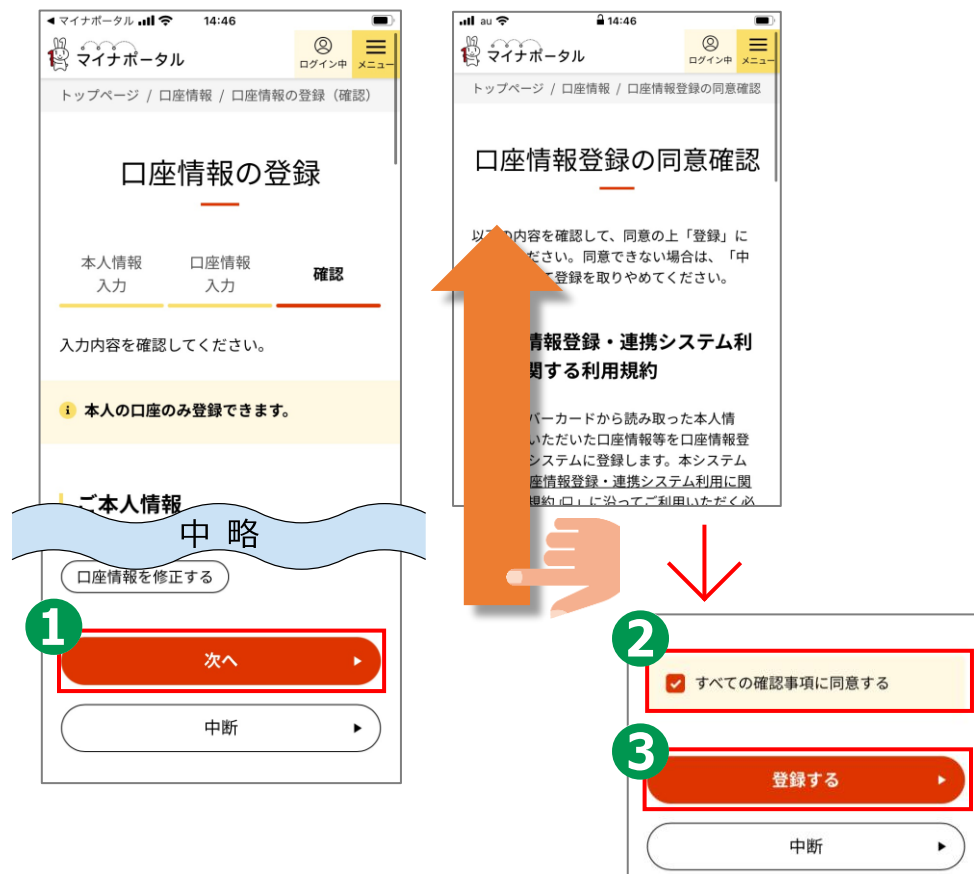 マイナポータル 14:46
マイナポータル
ログイン中
メニュー
トップページ / 口座情報 / 口座情報の登録（確認）
口座情報の登録
本人情報
入力
口座情報
入力
確認
入力内容を確認してください。
本人の口座のみ登録できます。
ご本人情報
中 略
口座情報を修正する
1
次へ
中断
au 14:46
マイナポータル
ログイン中
メニュー
トップページ / 口座情報 / 口座情報登録の同意確認
口座情報登録の同意確認
以 の内容を確認して、同意の上「登録」に
ださい。同意できない場合は、「中
て登録を取りやめてください。
情報登録・連携システム利
関する利用規約
バーカードから読み取った本人情
いただいた口座情報等を口座情報登
システムに登録します。本システム
座情報登録・連携システム利用に関
規約」に沿ってご利用いただく必
2
すべての確認事項に同意する
3
登録する
中断